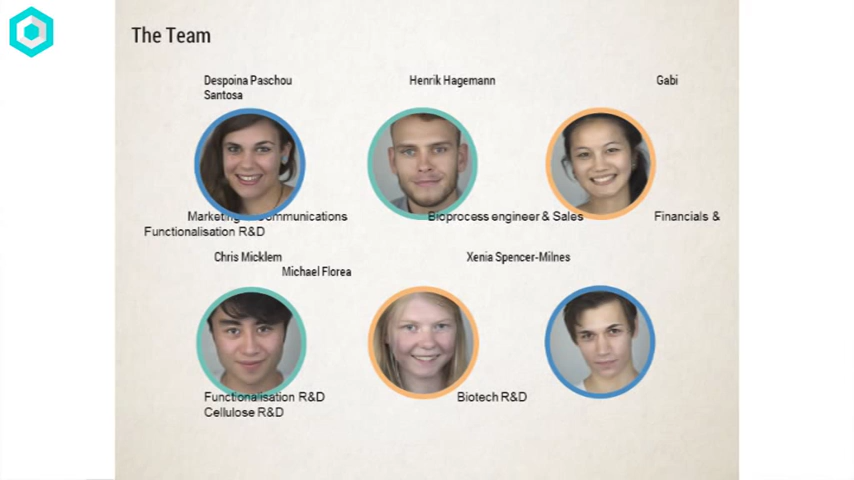 The Team
Despoina Paschou Henrik Hagemann Gabi
Santosa
Marketing & Communications Bioprocess engineer & Sales Financials &
Functionalisation R&D
Chris Micklem Xenia Spencer-Milnes
Michael Florea
Functionalisation R&D Biotech R&D
Cellulose R&D